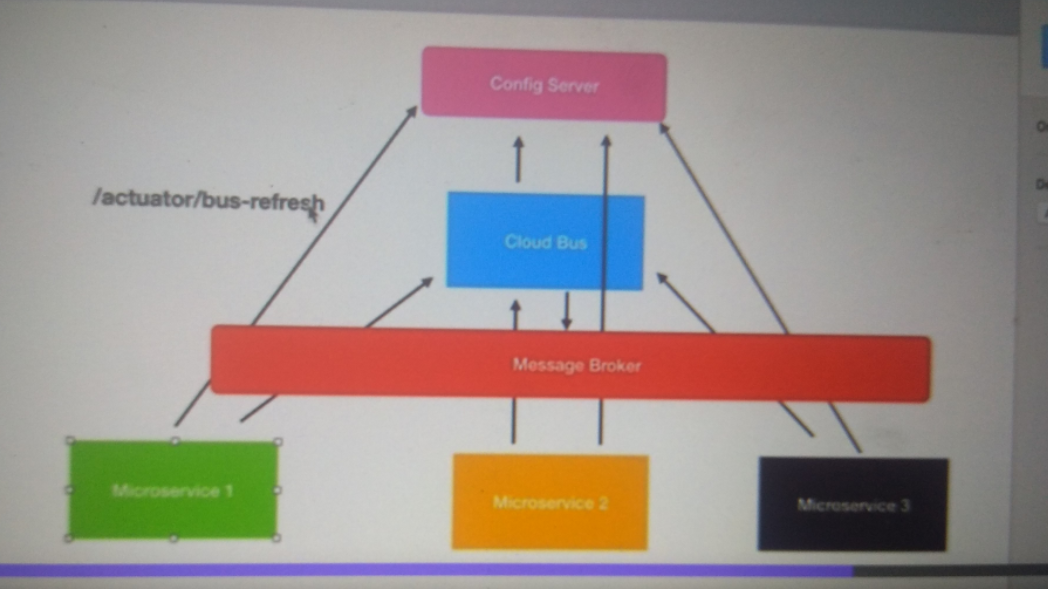 Config Server
/actuator/bus-refresh
Cloud Bus
Message Broker
Microservice 1
Microservice 2
Microservice 3